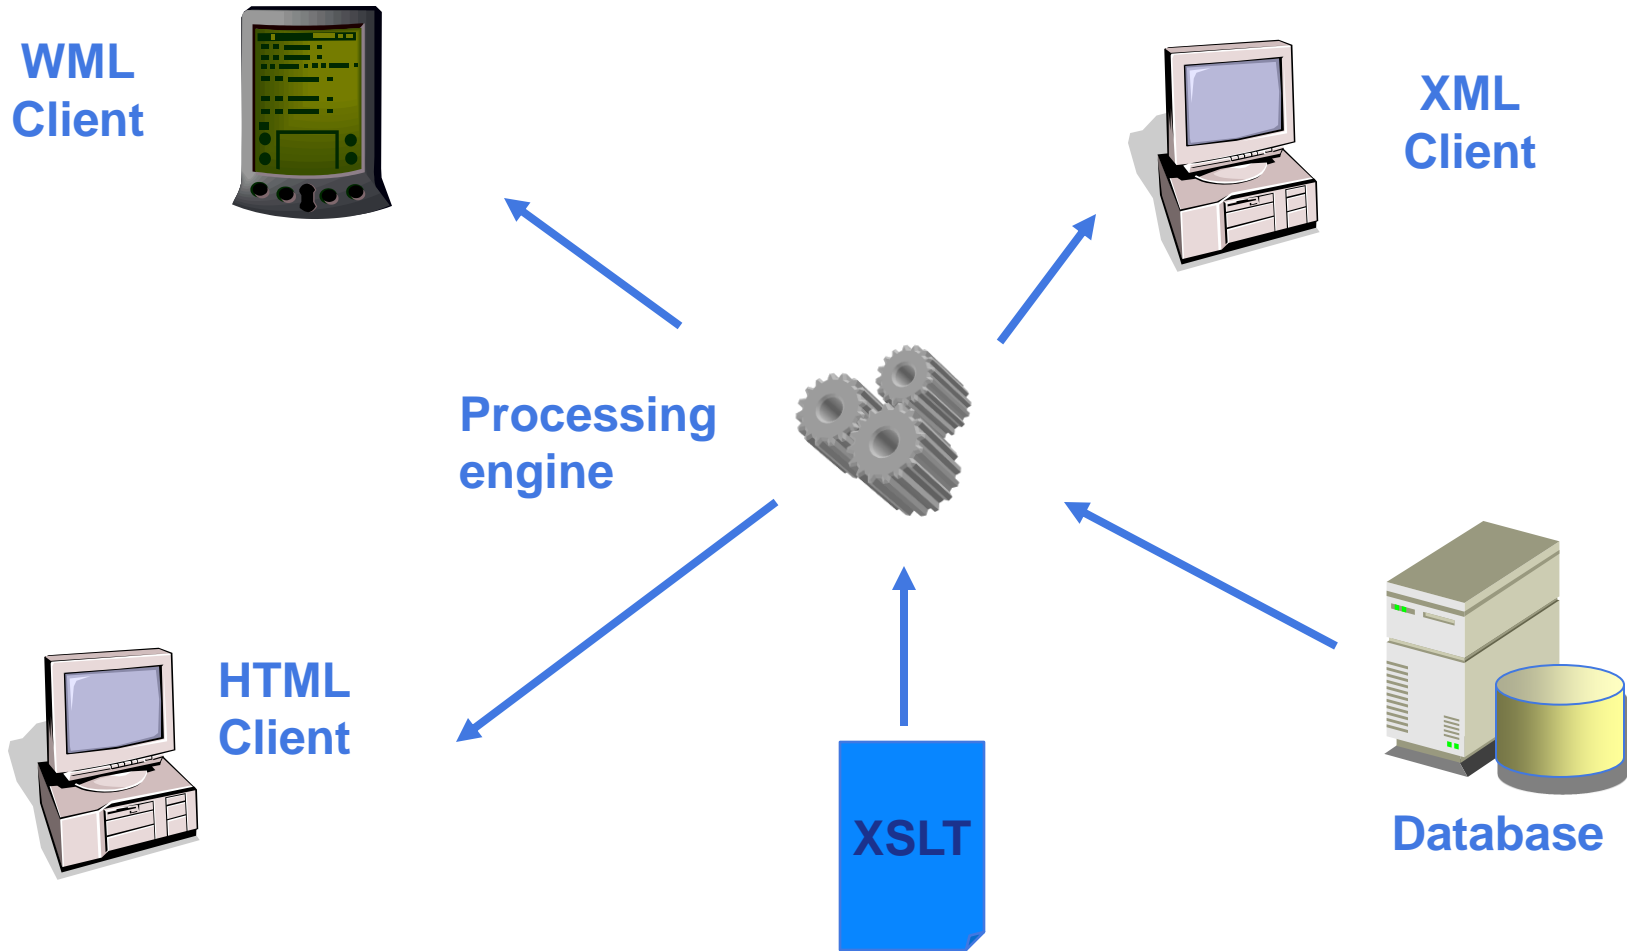 WML
Client
XML
Client
Processing
engine
HTML
Client
XSLT
Database